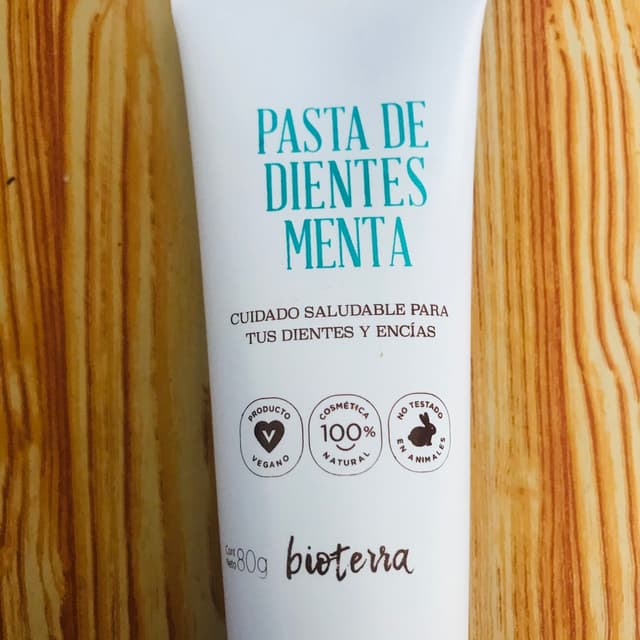 PASTA DE
DIENTES
MENTA
CUIDADO SALUDABLE PARA
TUS DIENTES Y ENCÍAS
PRODUCTO
V
VEGANO
COSMÉTICA
100%
NATURAL
NO TESTADO
EN ANIMALES
Cont
Neto 80g
bioterra